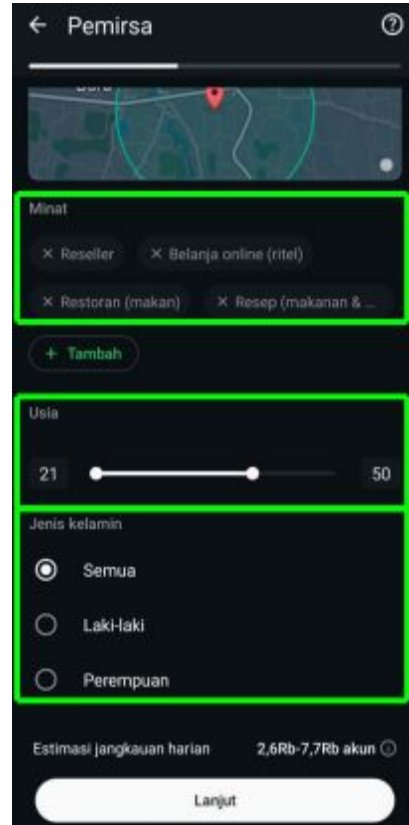 Pemirsa
Minat
× Reseller × Belanja online (ritel)
× Restoran (makan) × Resep (makanan & ...
+ Tambah
Usia
21 50
Jenis kelamin
Semua
Laki-laki
Perempuan
Estimasi jangkauan harian 2,6Rb-7,7Rb akun
Lanjut